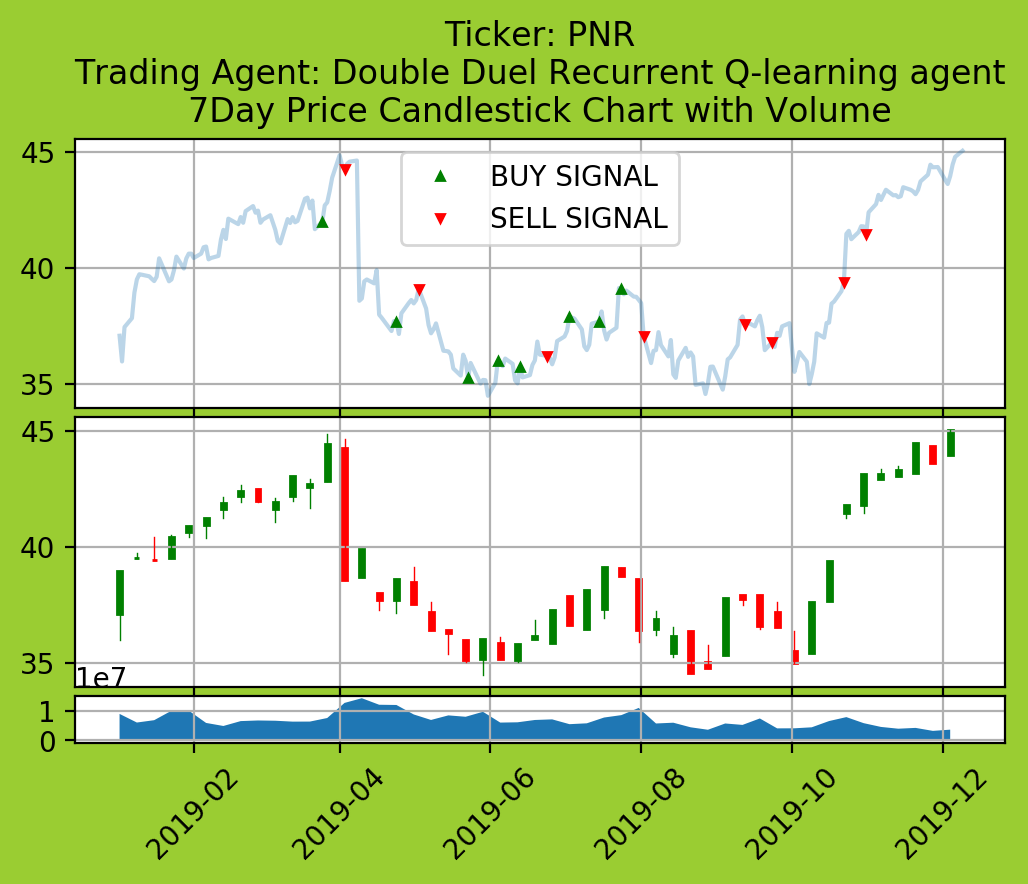 Ticker: PNR
Trading Agent: Double Duel Recurrent Q-learning agent
7Day Price Candlestick Chart with Volume
45
40
35
BUY SIGNAL
SELL SIGNAL
45
40
35
1e7
1
0
2019-02
2019-04
2019-06
2019-08
2019-10
2019-12